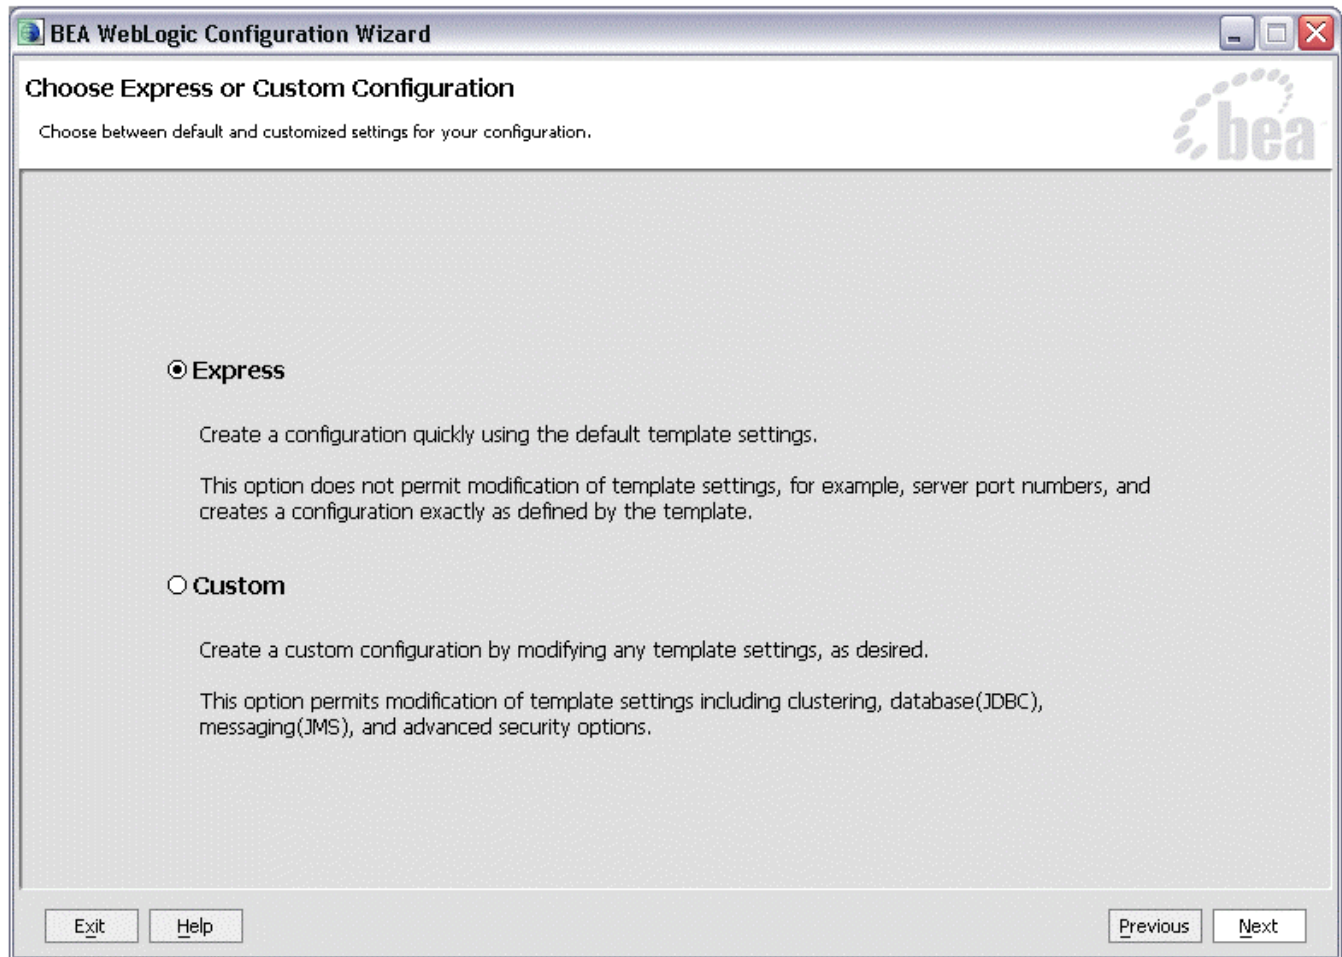 BEA WebLogic Configuration Wizard
Choose Express or Custom Configuration
Choose between default and customized settings for your configuration.
bea
Express
Create a configuration quickly using the default template settings.
This option does not permit modification of template settings, for example, server port numbers, and
creates a configuration exactly as defined by the template.
Custom
Create a custom configuration by modifying any template settings, as desired.
This option permits modification of template settings including clustering, database(JDBC),
messaging(JMS), and advanced security options.
Exit Help Previous Next